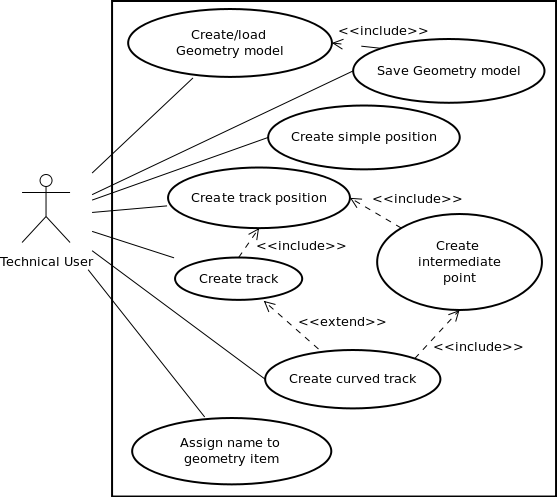 Create/load
Geometry model
<<include>>
Save Geometry model
Create simple position
Create track position
<<include>>
Technical User
<<include>>
Create
intermediate
point
Create track
<<extend>>
<<include>>
Create curved track
Assign name to
geometry item